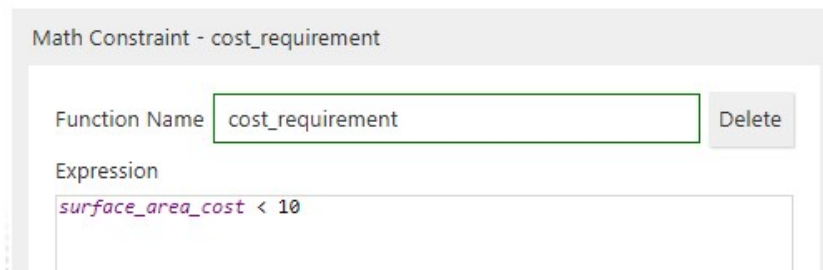 Math Constraint - cost_requirement
Function Name cost_requirement Delete
Expression
surface_area_cost < 10